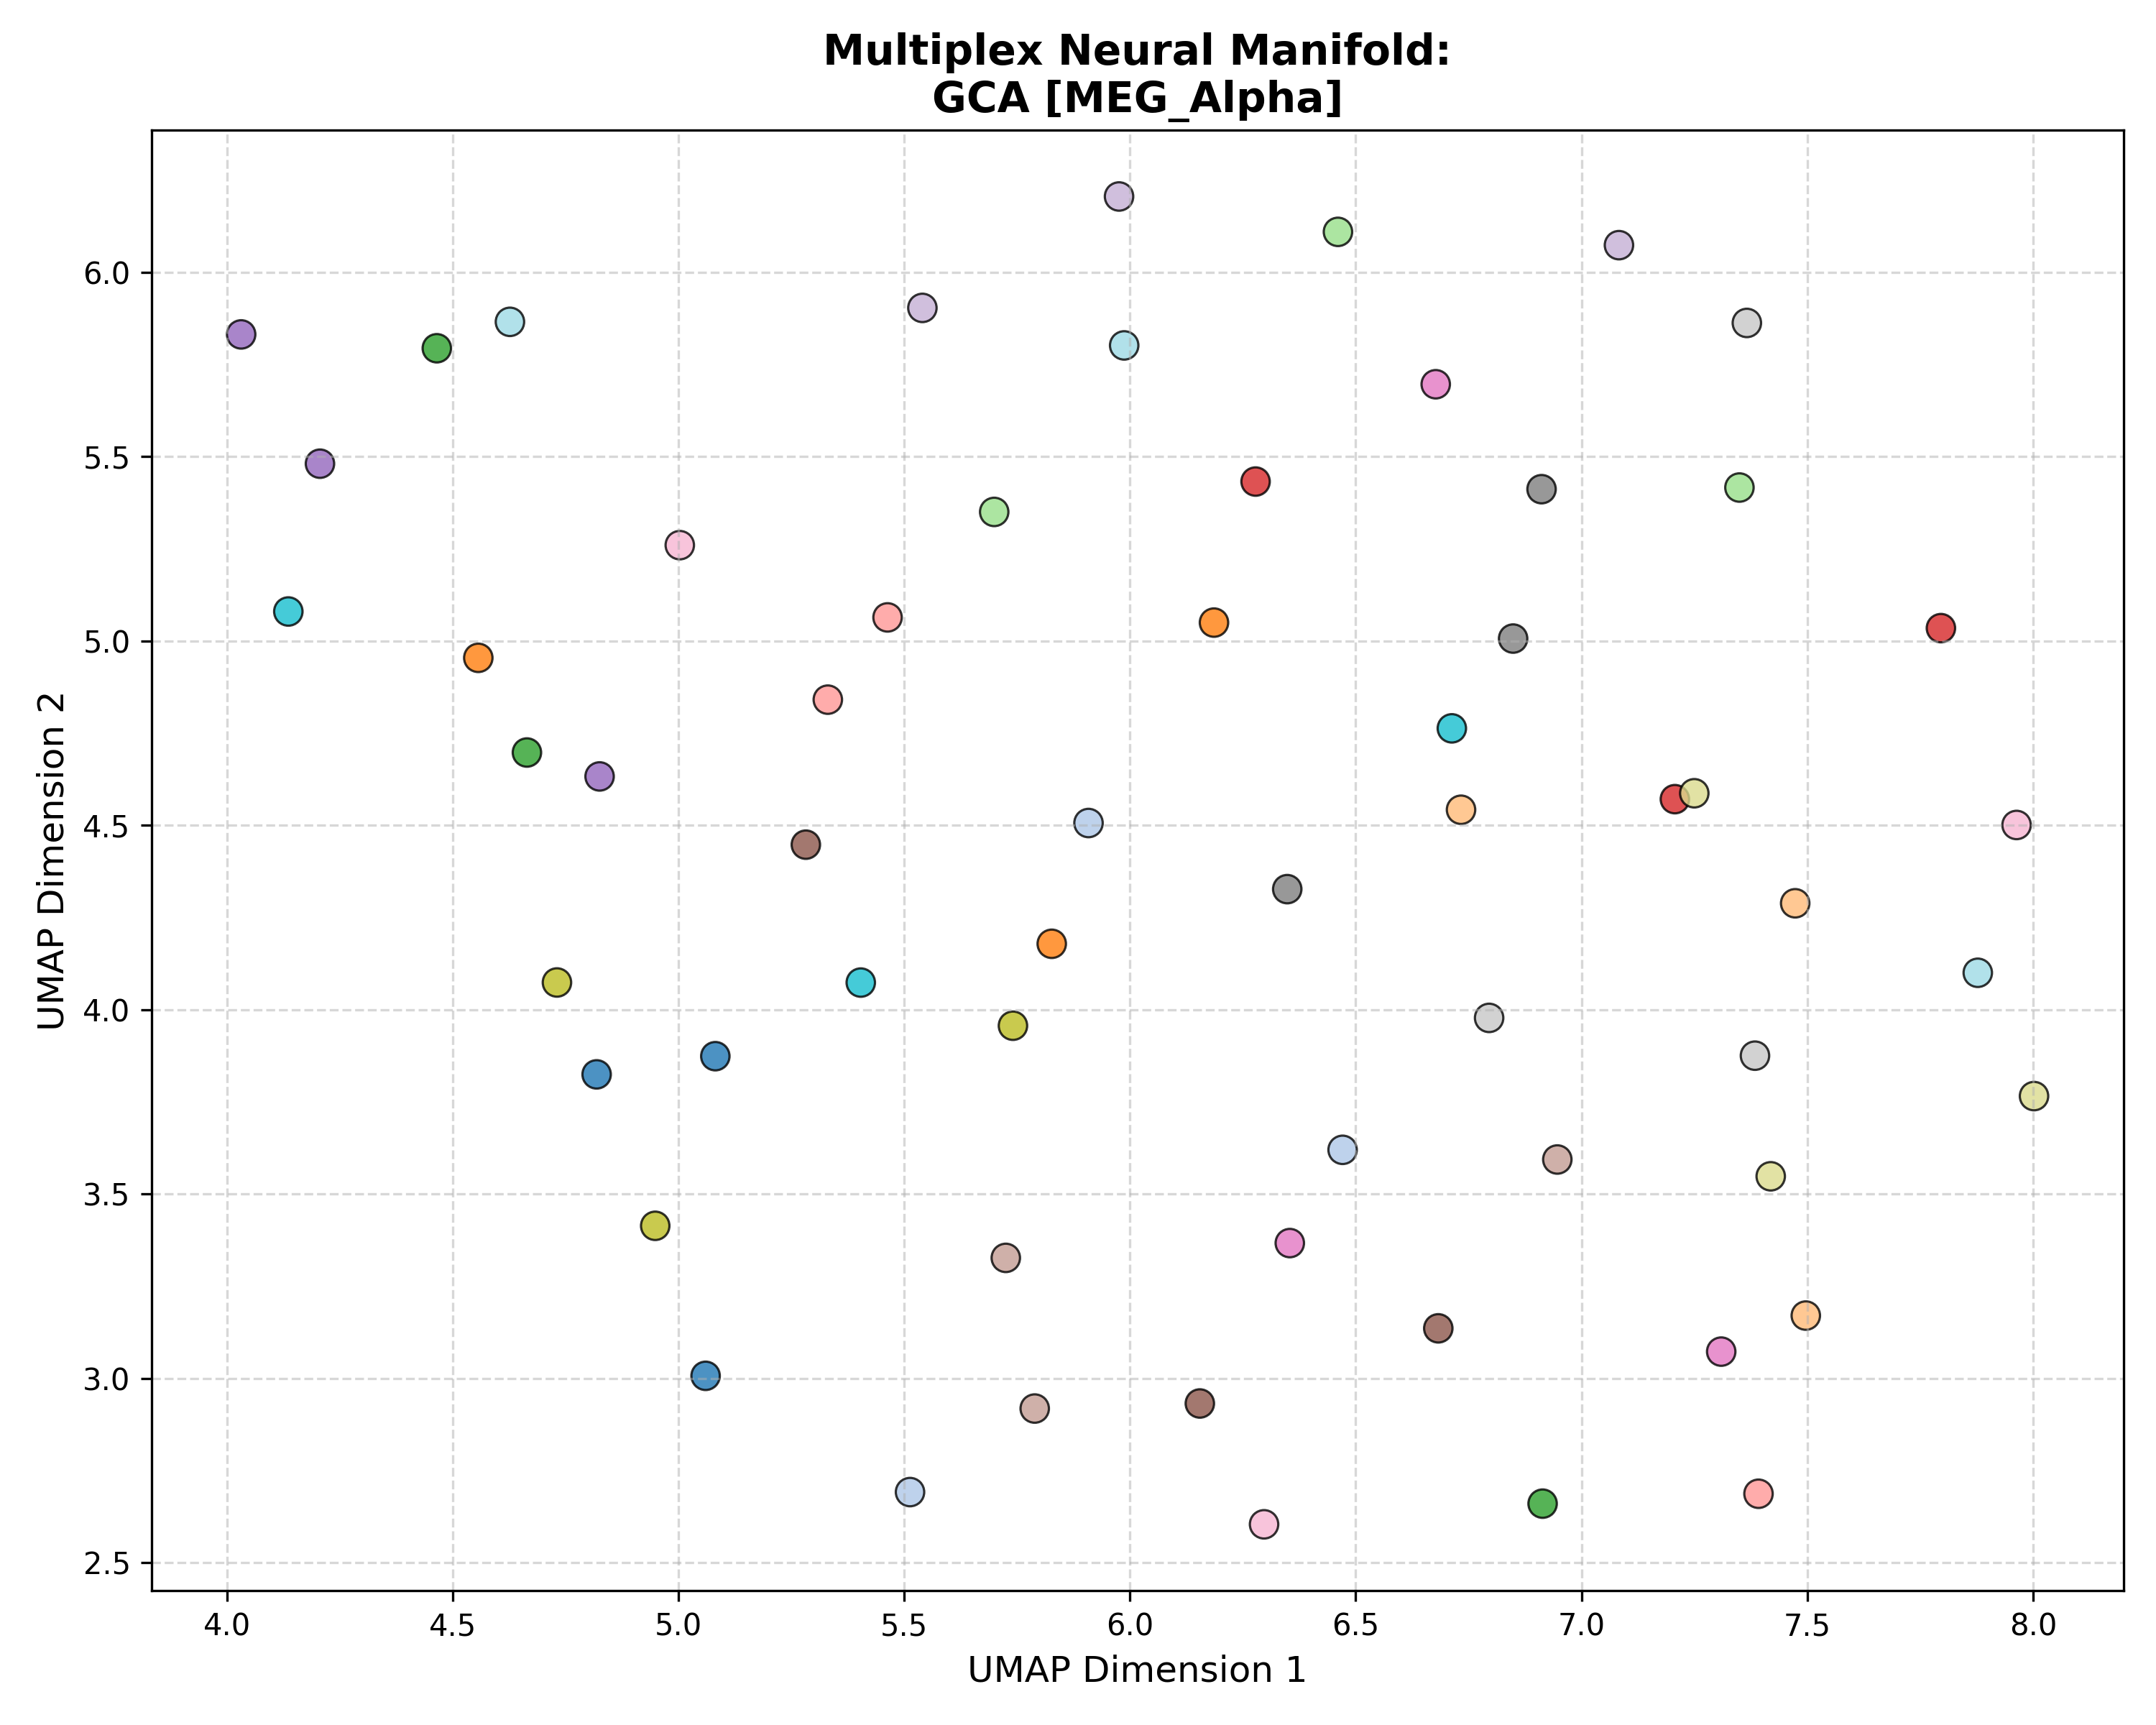 Multiplex Neural Manifold:
GCA [MEG_Alpha]
UMAP Dimension 2
6.0
5.5
5.0
4.5
4.0
3.5
3.0
2.5
4.0 4.5 5.0 5.5 6.0 6.5 7.0 7.5 8.0
UMAP Dimension 1